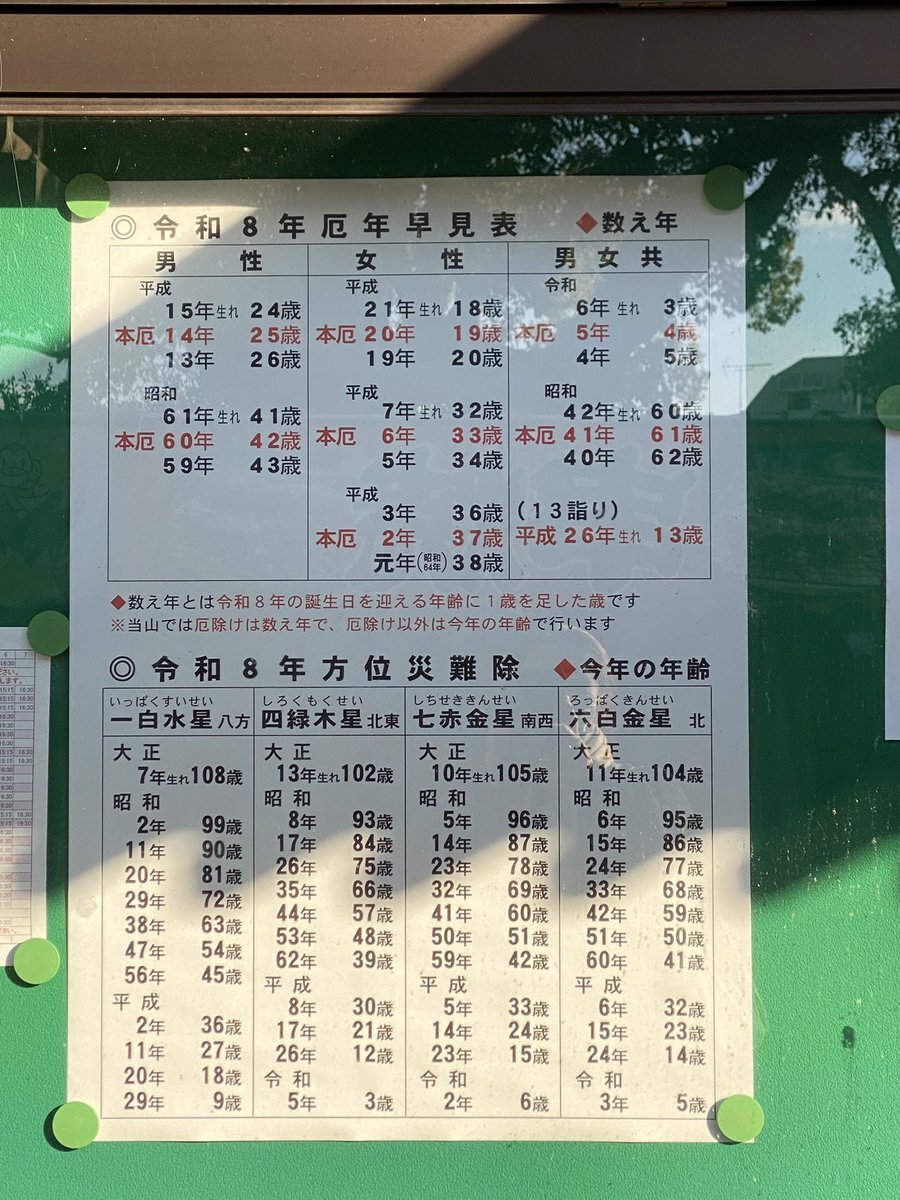 ◎ 令和８年厄年早見表 ◆数え年
男性 女性 男女共
平成 平成 令和
15年生れ 24歳 21年生れ 18歳 6年生れ 3歳
本厄 14年 25歳 本厄 20年 19歳 本厄 5年 4歳
13年 26歳 19年 20歳 4年 5歳
昭和 平成 昭和
61年生れ 41歳 7年生れ 32歳 42年生れ 60歳
本厄 60年 42歳 本厄 6年 33歳 本厄 41年 61歳
59年 43歳 5年 34歳 40年 62歳
平成
3年 36歳 (13詣り)
本厄 2年 37歳 平成26年生れ 13歳
元年(昭和64年) 38歳
◆数え年とは令和８年の誕生日を迎える年齢に１歳を足した歳です
※当山では厄除けは数え年で、厄除け以外は今年の年齢で行います
◎ 令和８年方位災難除 ◆今年の年齢
いっぱくすいせい しろくもくせい しちせききんせい ろっぱくきんせい
一白水星 八方 四緑木星 北東 七赤金星 南西 六白金星 北
大正 大正 大正 大正
7年生れ 108歳 13年生れ 102歳 10年生れ 105歳 11年生れ 104歳
昭和 昭和 昭和 昭和
2年 99歳 8年 93歳 5年 96歳 6年 95歳
11年 90歳 17年 84歳 14年 87歳 15年 86歳
20年 81歳 26年 75歳 23年 78歳 24年 77歳
29年 72歳 35年 66歳 32年 69歳 33年 68歳
38年 63歳 44年 57歳 41年 60歳 42年 59歳
47年 54歳 53年 48歳 50年 51歳 51年 50歳
56年 45歳 62年 39歳 59年 42歳 60年 41歳
平成 平成 平成 平成
2年 36歳 8年 30歳 5年 33歳 6年 32歳
11年 27歳 17年 21歳 14年 24歳 15年 23歳
20年 18歳 26年 12歳 23年 15歳 24年 14歳
令和 令和 令和
29年 9歳 5年 3歳 2年 6歳 3年 5歳